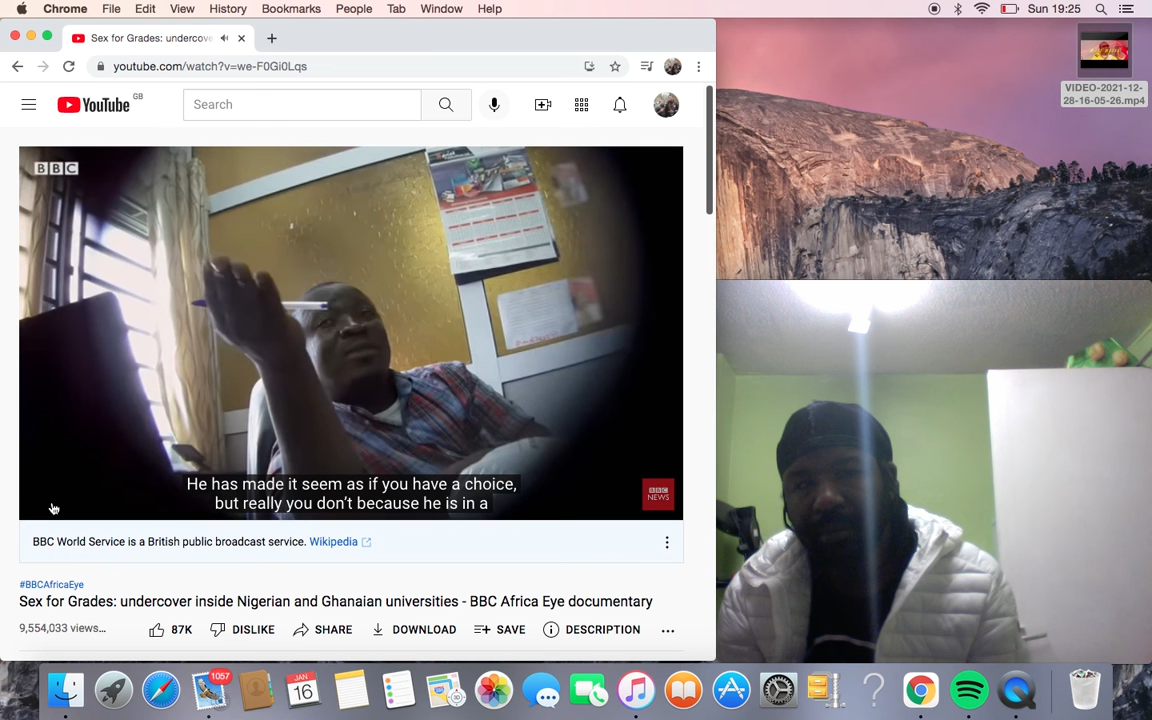 Chrome File Edit View History Bookmarks People Tab Window Help Sun 19:25
Sex for Grades: undercove
youtube.com/watch?v=we-F0Gi0Lqs
VIDEO-2021-12-
28-16-05-26.mp4
YouTube GB
Search
BBC
He has made it seem as if you have a choice,
but really you don't because he is in a
BBC
NEWS
BBC World Service is a British public broadcast service. Wikipedia
#BBCAfricaEye
Sex for Grades: undercover inside Nigerian and Ghanaian universities - BBC Africa Eye documentary
9,554,033 views... 87K DISLIKE SHARE DOWNLOAD SAVE DESCRIPTION
1057
JAN
16